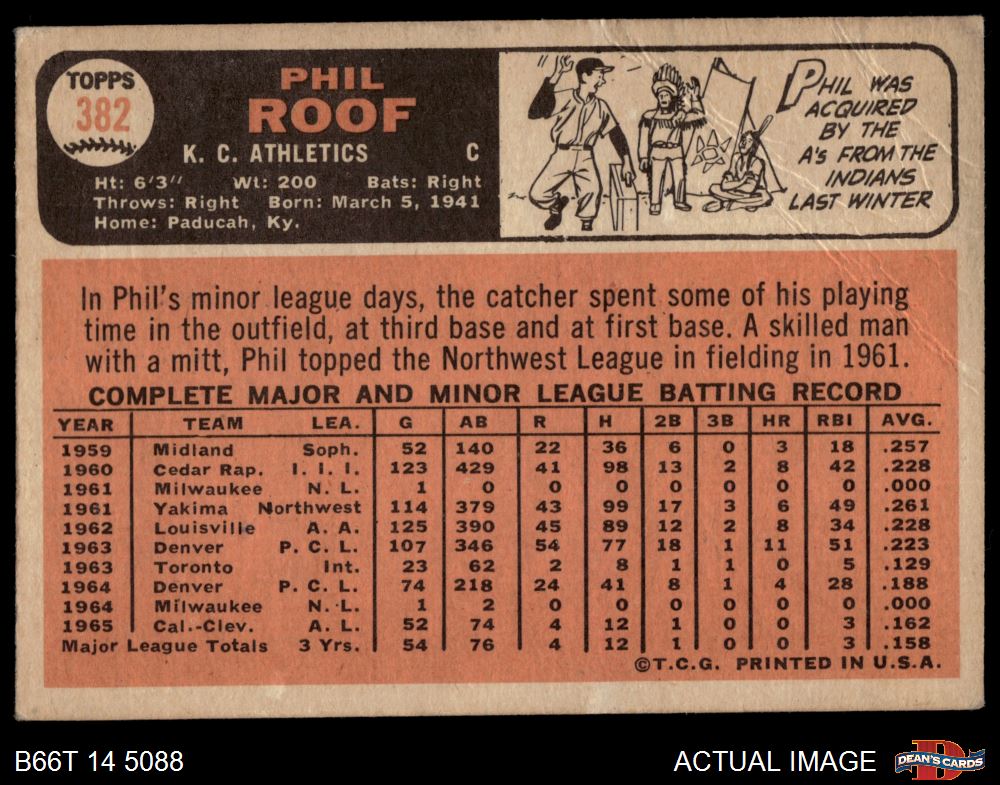 TOPPS
382
PHIL
ROOF
K. C. ATHLETICS C
Ht: 6'3" Wt: 200 Bats: Right
Throws: Right Born: March 5, 1941
Home: Paducah, Ky.
PHIL WAS
ACQUIRED
BY THE
A's FROM THE
INDIANS
LAST WINTER
In Phil's minor league days, the catcher spent some of his playing
time in the outfield, at third base and at first base. A skilled man
with a mitt, Phil topped the Northwest League in fielding in 1961.
COMPLETE MAJOR AND MINOR LEAGUE BATTING RECORD
YEAR TEAM LEA. G AB R H 2B 3B HR RBI AVG.
1959 Midland Soph. 52 140 22 36 6 0 3 18 .257
1960 Cedar Rap. I. I. I. 123 429 41 98 13 2 8 42 .228
1961 Milwaukee N. L. 1 0 0 0 0 0 0 0 .000
1961 Yakima Northwest 114 379 43 99 17 3 6 49 .261
1962 Louisville A. A. 125 390 45 89 12 2 8 34 .228
1963 Denver P. C. L. 107 346 54 77 18 1 11 51 .223
1963 Toronto Int. 23 62 2 8 1 1 0 5 .129
1964 Denver P. C. L. 74 218 24 41 8 1 4 28 .188
1964 Milwaukee N. L. 1 2 0 0 0 0 0 0 .000
1965 Cal.-Clev. A. L. 52 74 4 12 1 0 0 3 .162
Major League Totals 3 Yrs. 54 76 4 12 1 0 0 3 .158
©T.C.G. PRINTED IN U.S.A.
B66T 14 5088
ACTUAL IMAGE
D
DEAN'S CARDS